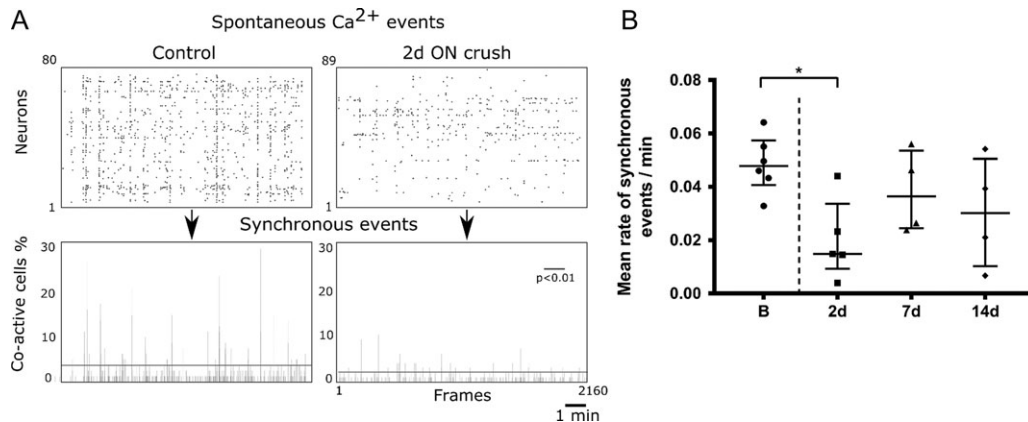 A
Spontaneous Ca2+ events
Control
2d ON crush
80
89
Neurons
1
1
Synchronous events
Co-active cells %
30
20
10
0
30
20
10
0
p<0.01
1
2160
Frames
1 min
B
*
Mean rate of synchronous
events / min
0.08
0.06
0.04
0.02
0.00
B
2d
7d
14d